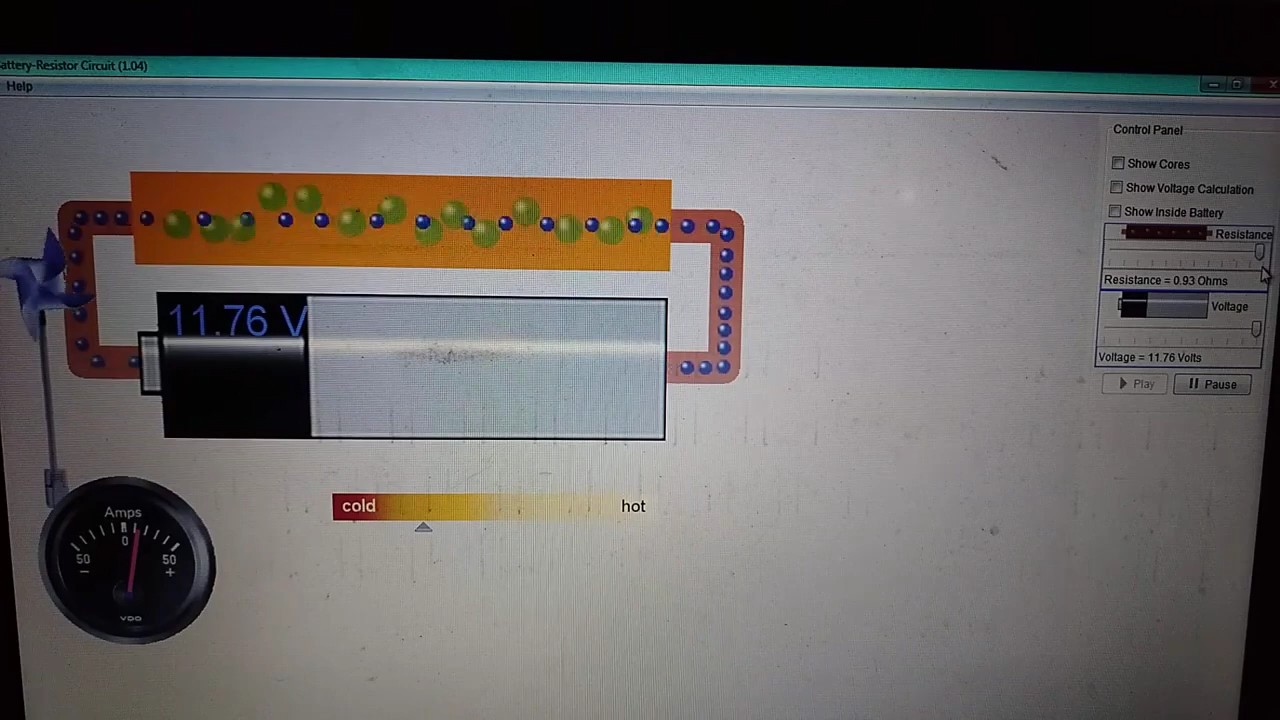 attery-Resistor Circuit (1.04)
Help
Control Panel
Show Cores
Show Voltage Calculation
Show Inside Battery
Resistance
Resistance = 0.93 Ohms
Voltage
Voltage = 11.76 Volts
Play
Pause
11.76 V
cold
hot
Amps
0
50
50
−
+
VDO